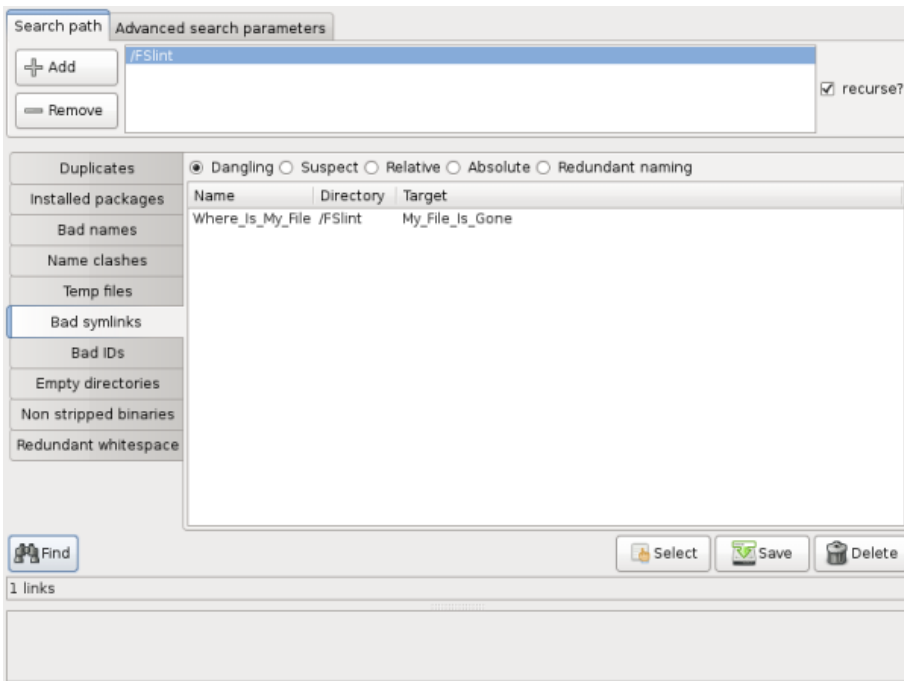 Search path Advanced search parameters
Add
/FSlint
recurse?
Remove
Duplicates
Installed packages
Bad names
Name clashes
Temp files
Bad symlinks
Bad IDs
Empty directories
Non stripped binaries
Redundant whitespace
Dangling Suspect Relative Absolute Redundant naming
Name Directory Target
Where_Is_My_File /FSlint My_File_Is_Gone
Find Select Save Delete
1 links